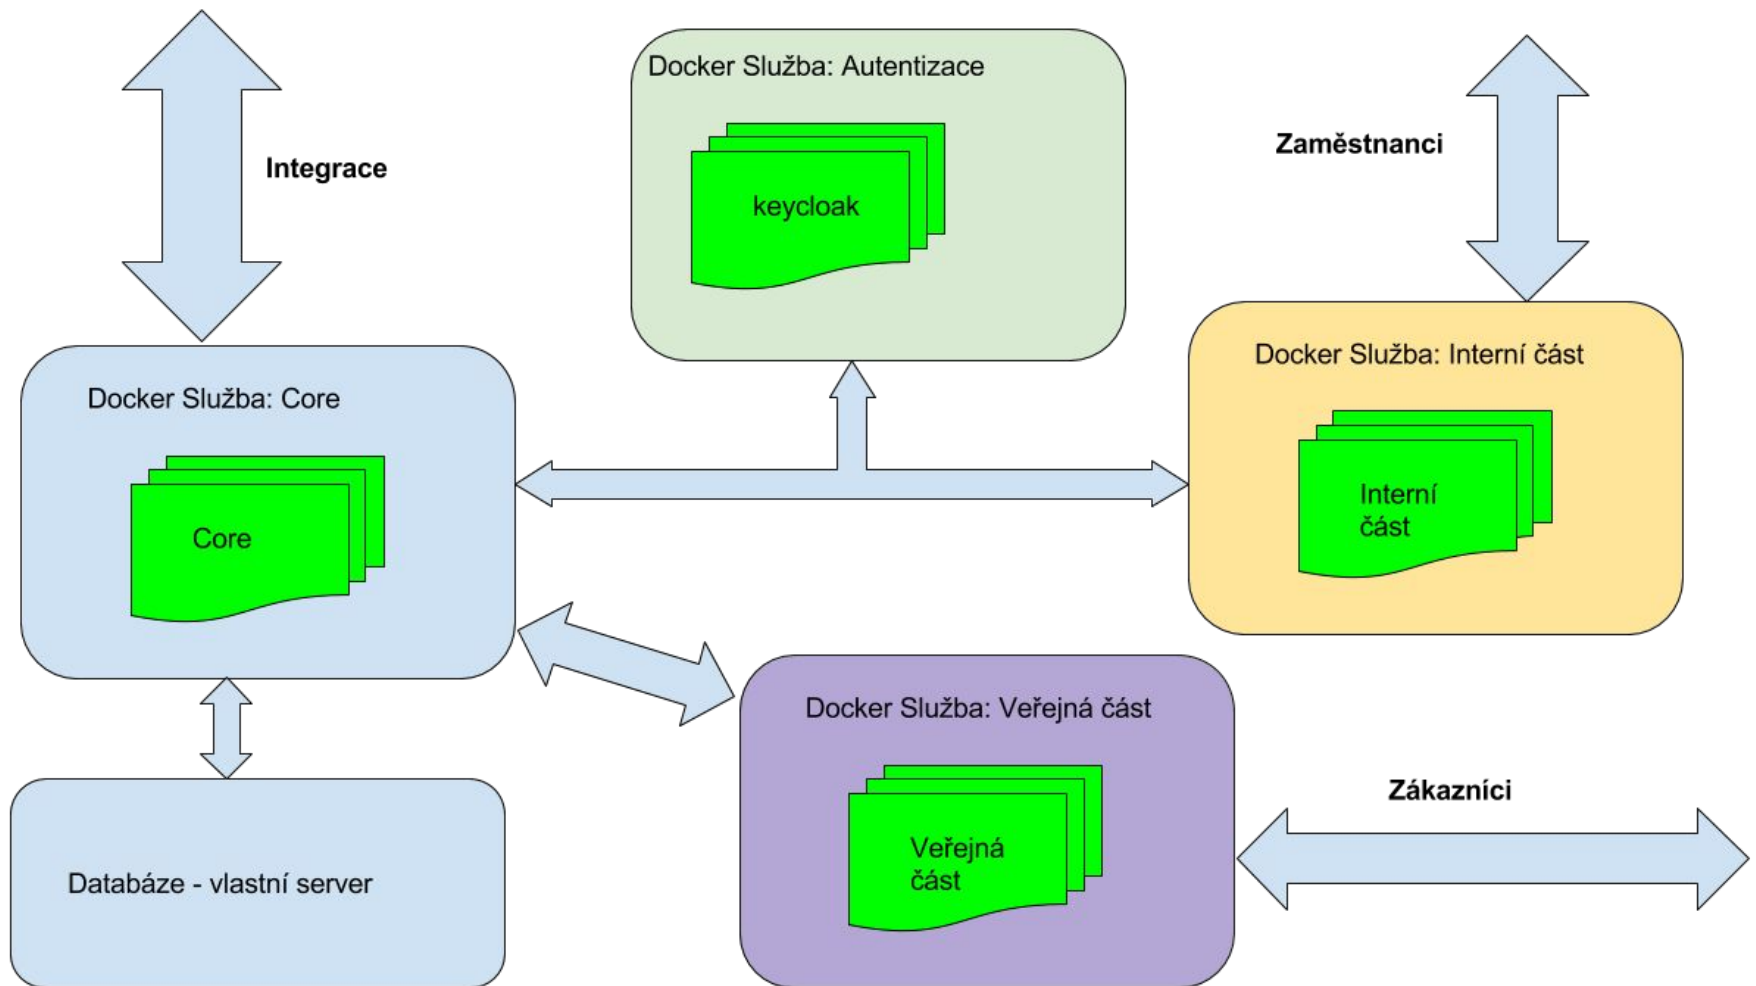 Docker Služba: Autentizace
keycloak
Integrace
Zaměstnanci
Docker Služba: Core
Core
Docker Služba: Interní část
Interní
část
Docker Služba: Veřejná část
Veřejná
část
Zákazníci
Databáze - vlastní server